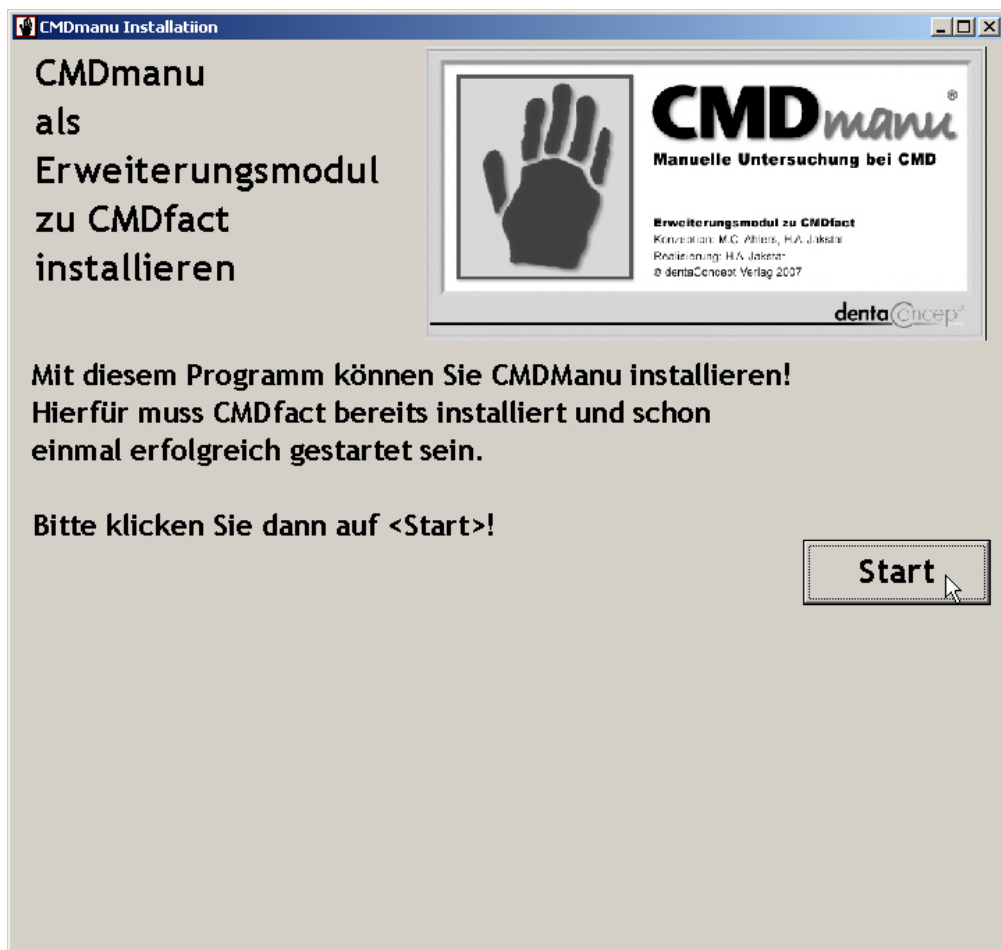 CMDmanu Installatiion
CMDmanu
als
Erweiterungsmodul
zu CMDfact
installieren
CMDmanu®
Manuelle Untersuchung bei CMD
Erweiterungsmodul zu CMDfact
Konzeption: M.O. Ahlers, H.A. Jakstat
Realisierung: H.A. Jakstat
© dentaConcept Verlag 2007
dentaConcept
Mit diesem Programm können Sie CMDManu installieren!
Hierfür muss CMDfact bereits installiert und schon
einmal erfolgreich gestartet sein.
Bitte klicken Sie dann auf <Start>!
Start